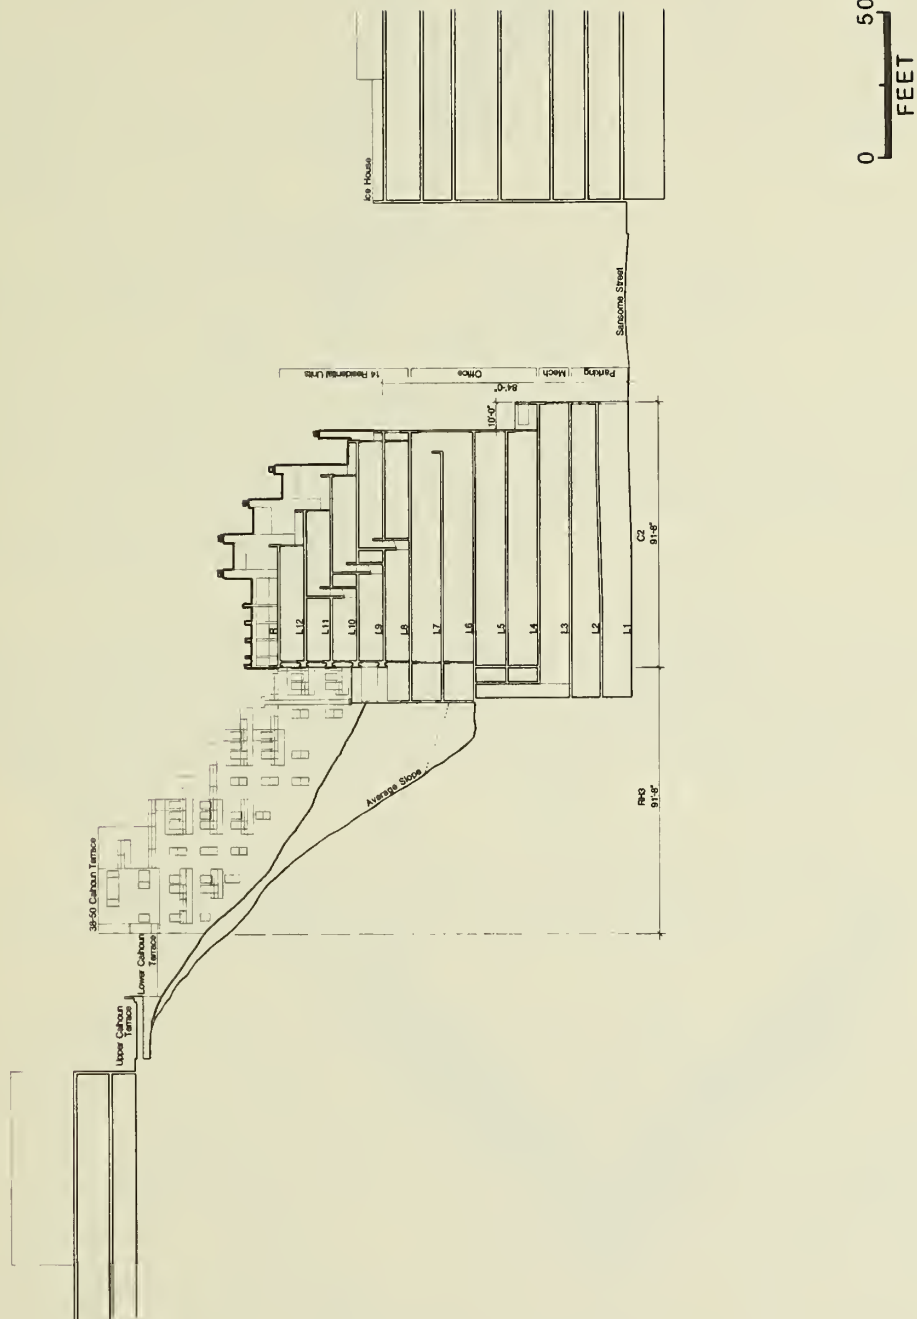 Upper Calhoun
Terrace
Lower Calhoun
Terrace
38-50 Calhoun Terrace
Average Slope
R
L12
L11
L10
L9
L8
L7
L6
L5
L4
L3
L2
L1
RH3
91'-8"
C2
91'-8"
10'-0"
84'-0"
14 Residential Units
Office
Mech
Parking
Sansome Street
Ice House
0 50
FEET